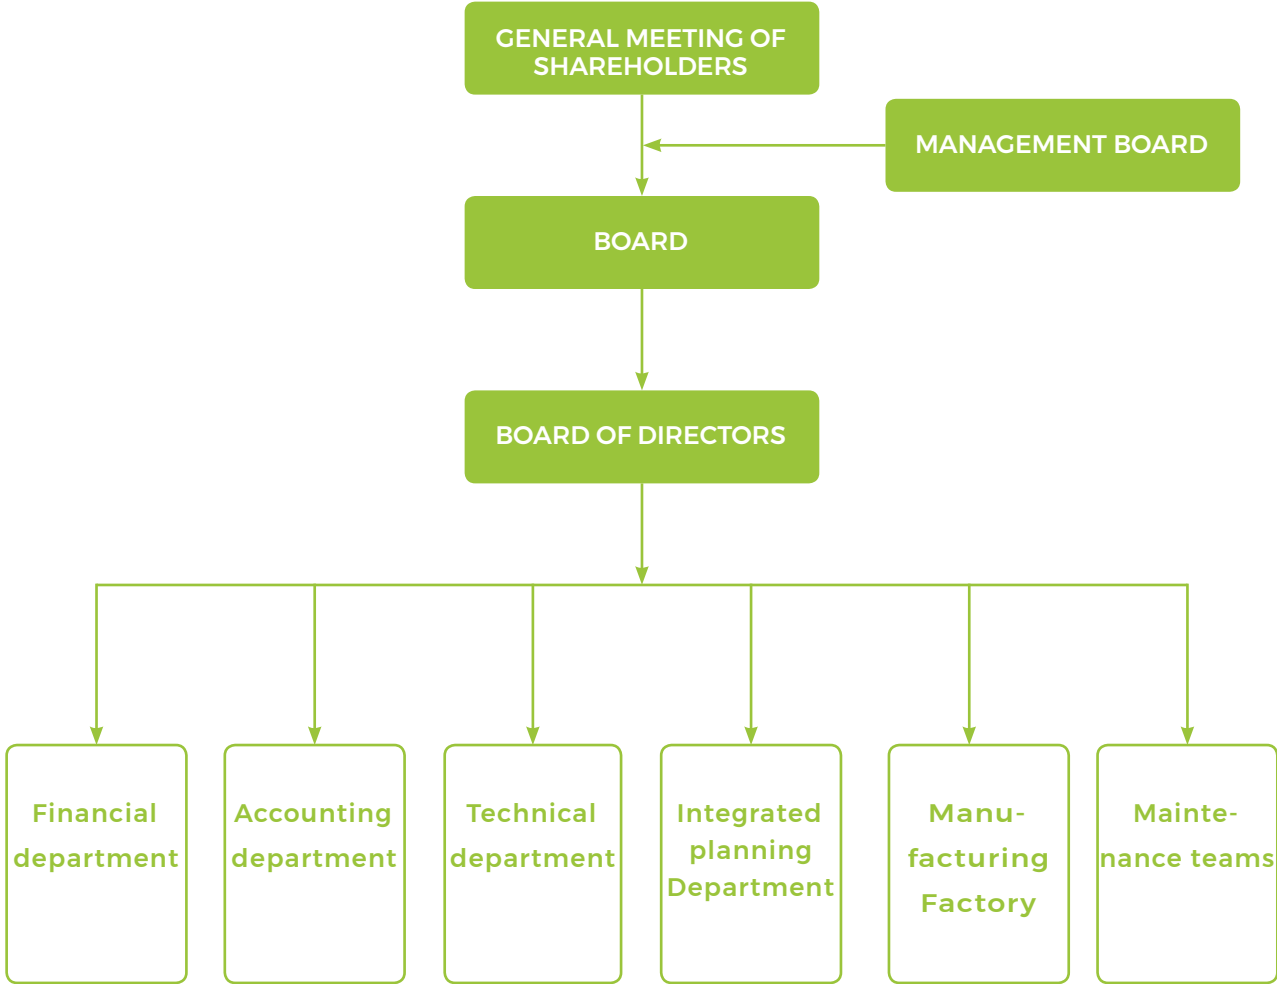 GENERAL MEETING OF
SHAREHOLDERS
MANAGEMENT BOARD
BOARD
BOARD OF DIRECTORS
Financial
department
Accounting
department
Technical
department
Integrated
planning
Department
Manu-
facturing
Factory
Mainte-
nance teams